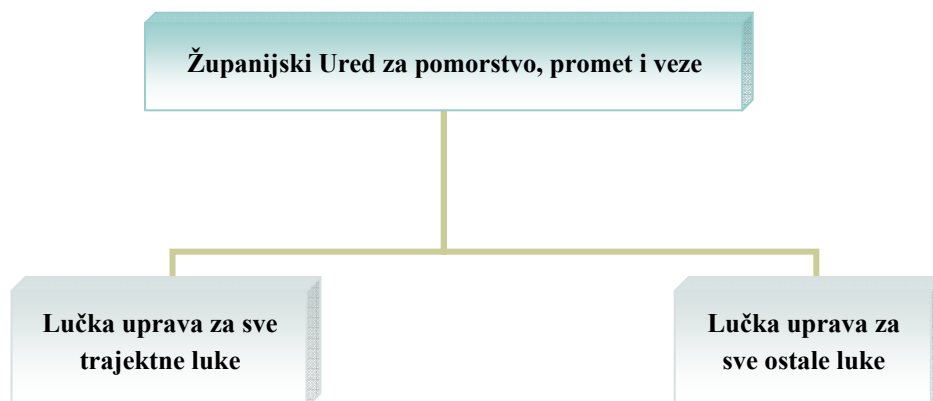 Županijski Ured za pomorstvo, promet i veze
Lučka uprava za sve
trajektne luke
Lučka uprava za
sve ostale luke